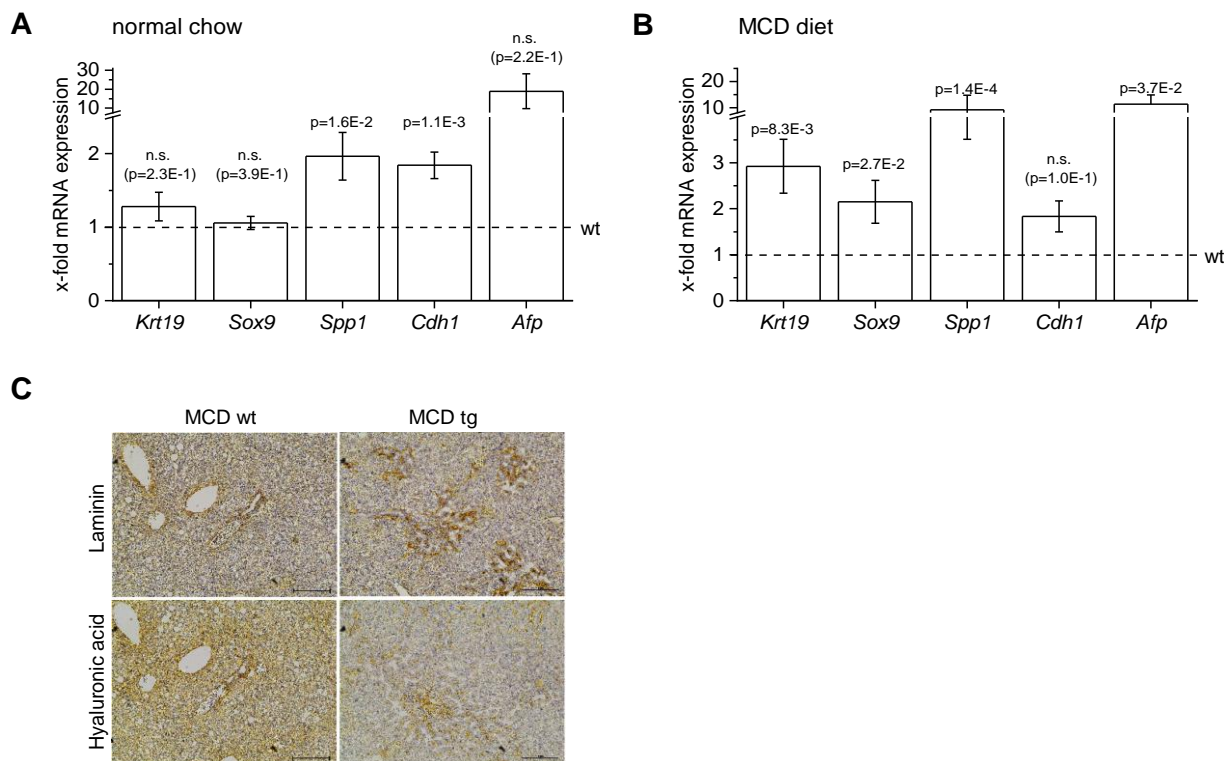 A
normal chow
x-fold mRNA expression
30
20
10
2
1
0
n.s.
(p=2.3E-1)
n.s.
(p=3.9E-1)
p=1.6E-2
p=1.1E-3
n.s.
(p=2.2E-1)
wt
Krt19
Sox9
Spp1
Cdh1
Afp
B
MCD diet
x-fold mRNA expression
20
10
3
2
1
0
p=8.3E-3
p=2.7E-2
p=1.4E-4
n.s.
(p=1.0E-1)
p=3.7E-2
wt
Krt19
Sox9
Spp1
Cdh1
Afp
C
MCD wt
MCD tg
Laminin
Hyaluronic acid